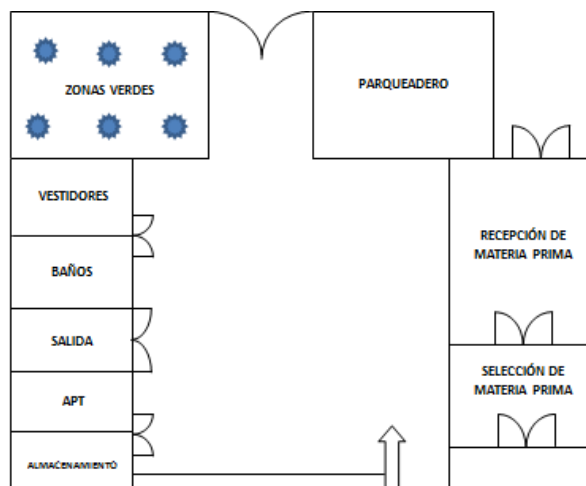 ZONAS VERDES
PARQUEADERO
VESTIDORES
RECEPCIÓN DE
MATERIA PRIMA
BAÑOS
SALIDA
SELECCIÓN DE
MATERIA PRIMA
APT
ALMACENAMIENTO